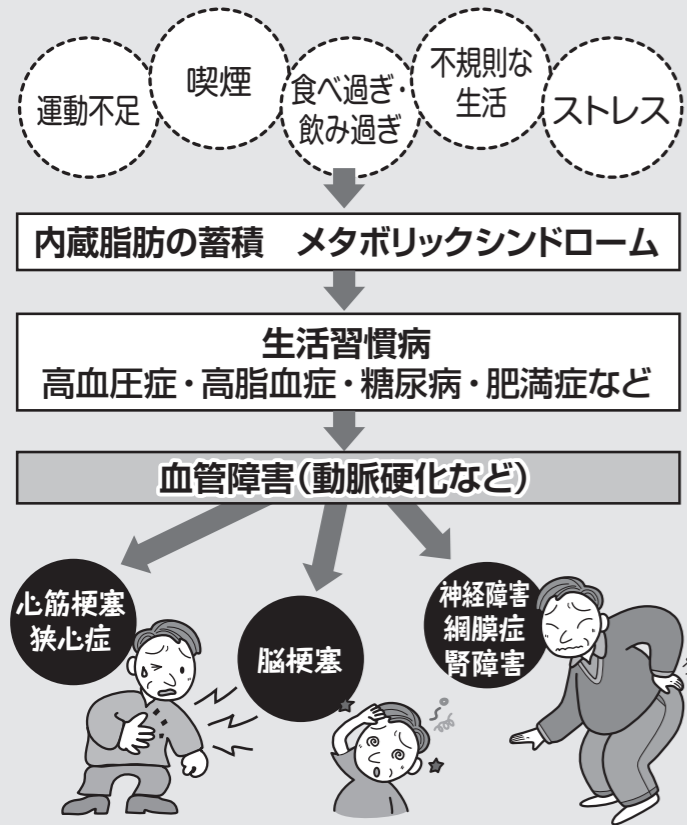 運動不足
喫煙
食べ過ぎ・
飲み過ぎ
不規則な
生活
ストレス
内蔵脂肪の蓄積　メタボリックシンドローム
生活習慣病
高血圧症・高脂血症・糖尿病・肥満症など
血管障害(動脈硬化など)
心筋梗塞
狭心症
脳梗塞
神経障害
網膜症
腎障害